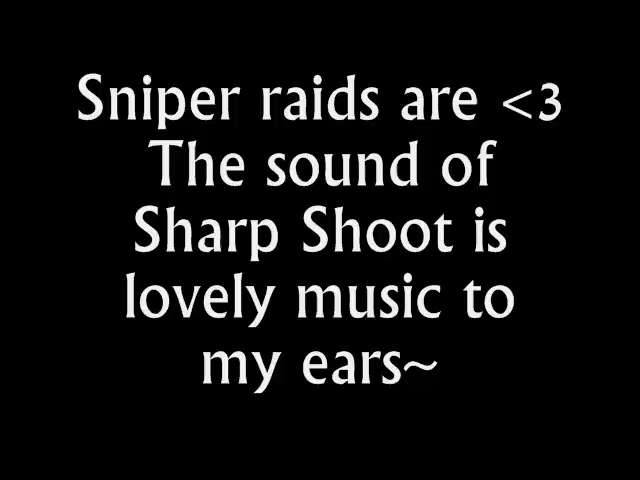 Sniper raids are <3
The sound of
Sharp Shoot is
lovely music to
my ears~